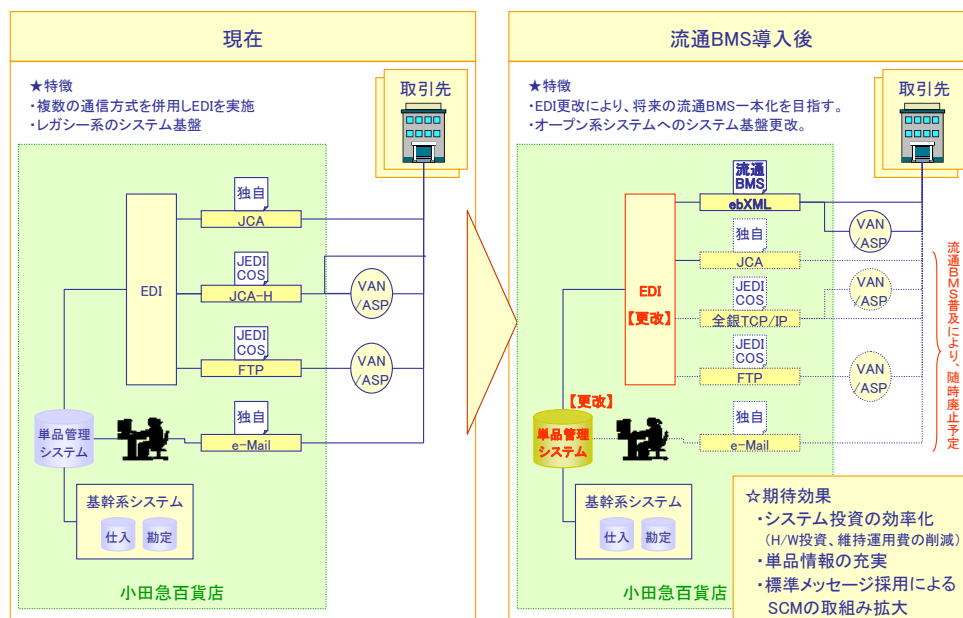 現在
★特徴
・複数の通信方式を併用しEDIを実施
・レガシー系のシステム基盤
取引先
独自
JCA
JEDI
COS
JCA-H
VAN
/ASP
EDI
JEDI
COS
FTP
VAN
/ASP
独自
e-Mail
単品管理
システム
基幹系システム
仕入
勘定
小田急百貨店
流通BMS導入後
★特徴
・EDI更改により、将来の流通BMS一本化を目指す。
・オープン系システムへのシステム基盤更改。
取引先
流通
BMS
ebXML
VAN
/ASP
独自
JCA
JEDI
COS
全銀TCP/IP
VAN
/ASP
EDI
【更改】
JEDI
COS
FTP
VAN
/ASP
流通BMS普及により、随時廃止予定
【更改】
独自
e-Mail
単品管理
システム
基幹系システム
仕入
勘定
小田急百貨店
☆期待効果
・システム投資の効率化
(H/W投資、維持運用費の削減)
・単品情報の充実
・標準メッセージ採用による
SCMの取組み拡大